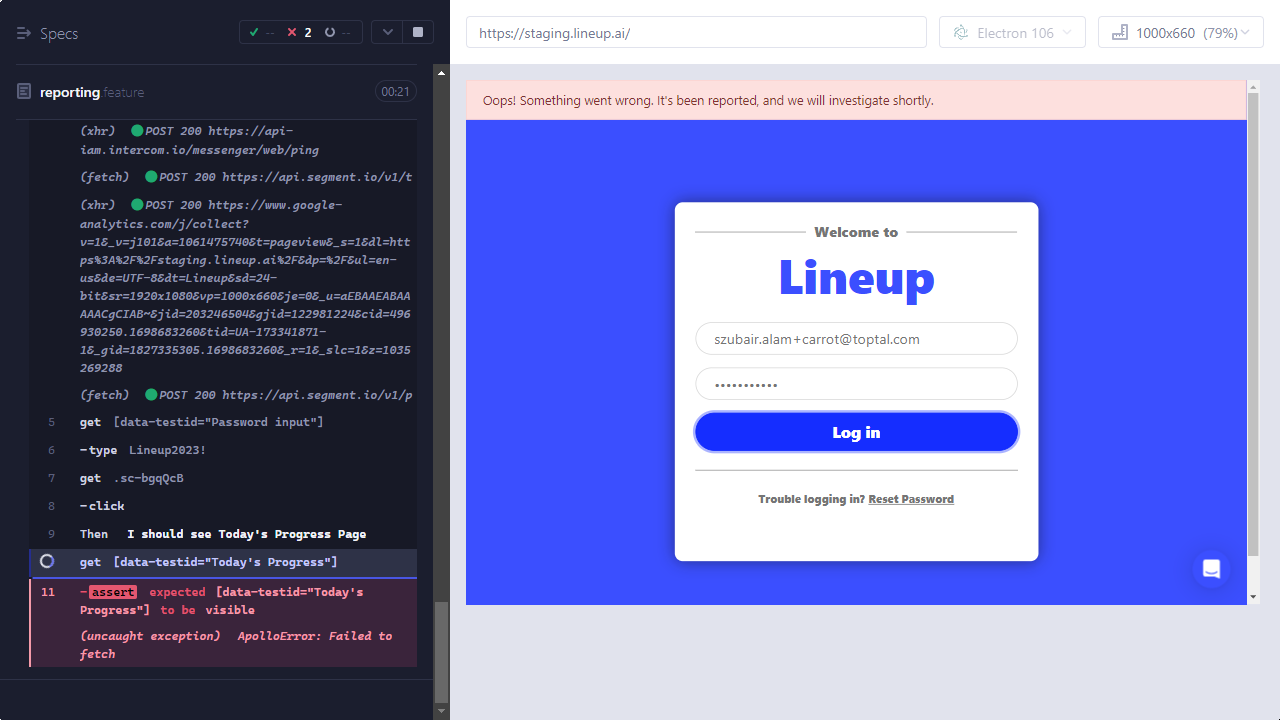 Specs
-- 2 --
reporting.feature
00:21
(xhr) POST 200 https://api-
iam.intercom.io/messenger/web/ping
(fetch) POST 200 https://api.segment.io/v1/t
(xhr) POST 200 https://www.google-
analytics.com/j/collect?
v=1&_v=j101&a=1061475740&t=pageview&_s=1&dl=htt
ps%3A%2F%2Fstaging.lineup.ai%2F&dp=%2F&ul=en-
us&de=UTF-8&dt=Lineup&sd=24-
bit&sr=1920x1080&vp=1000x660&je=0&_u=aEBAAEABAA
AAACgCIAB~&jid=203246504&gjid=122981224&cid=496
930250.1698683260&tid=UA-173341871-
1&_gid=1827335305.1698683260&_r=1&_slc=1&z=1035
269288
(fetch) POST 200 https://api.segment.io/v1/p
5 get [data-testid="Password input"]
6 -type Lineup2023!
7 get .sc-bgqQcB
8 -click
9 Then I should see Today's Progress Page
get [data-testid="Today's Progress"]
11 -assert expected [data-testid="Today's
Progress"] to be visible
(uncaught exception) ApolloError: Failed to
fetch
https://staging.lineup.ai/
Electron 106
1000x660 (79%)
Oops! Something went wrong. It's been reported, and we will investigate shortly.
Welcome to
Lineup
szubair.alam+carrot@toptal.com
•••••••••••
Log in
Trouble logging in? Reset Password